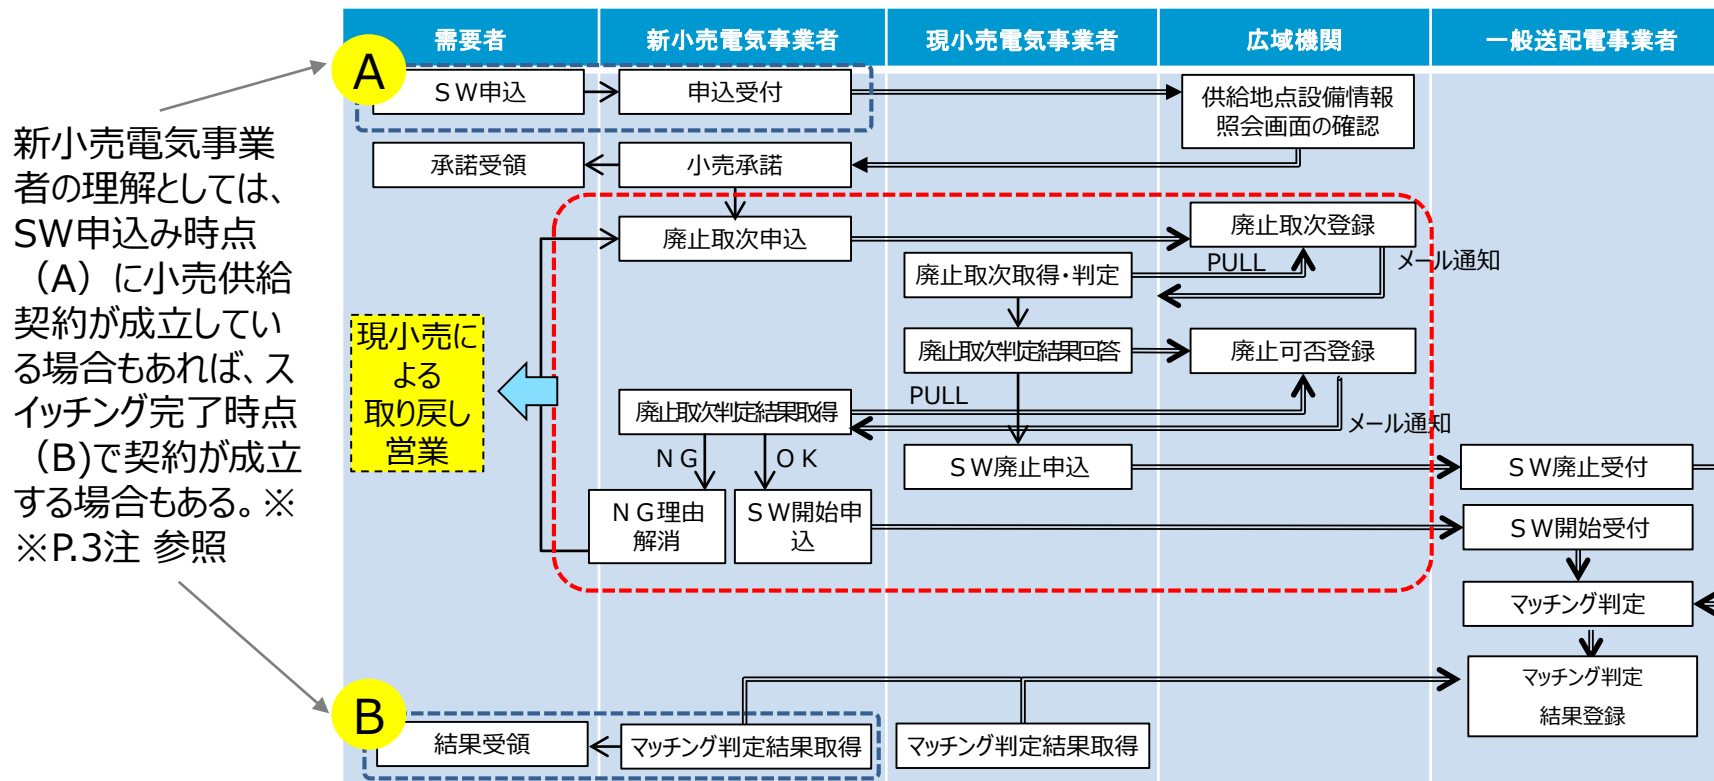 需要者
新小売電気事業者
現小売電気事業者
広域機関
一般送配電事業者
A
SW申込
申込受付
供給地点設備情報
照会画面の確認
承諾受領
小売承諾
新小売電気事業
者の理解としては、
SW申込み時点
（A）に小売供給
契約が成立してい
る場合もあれば、ス
イッチング完了時点
（B)で契約が成立
する場合もある。※
※P.3注 参照
廃止取次申込
廃止取次登録
廃止取次取得・判定
PULL
メール通知
現小売に
よる
取り戻し
営業
廃止取次判定結果回答
廃止可否登録
廃止取次判定結果取得
PULL
メール通知
NG
OK
SW廃止申込
SW廃止受付
NG理由
解消
SW開始申
込
SW開始受付
マッチング判定
マッチング判定
結果登録
B
結果受領
マッチング判定結果取得
マッチング判定結果取得